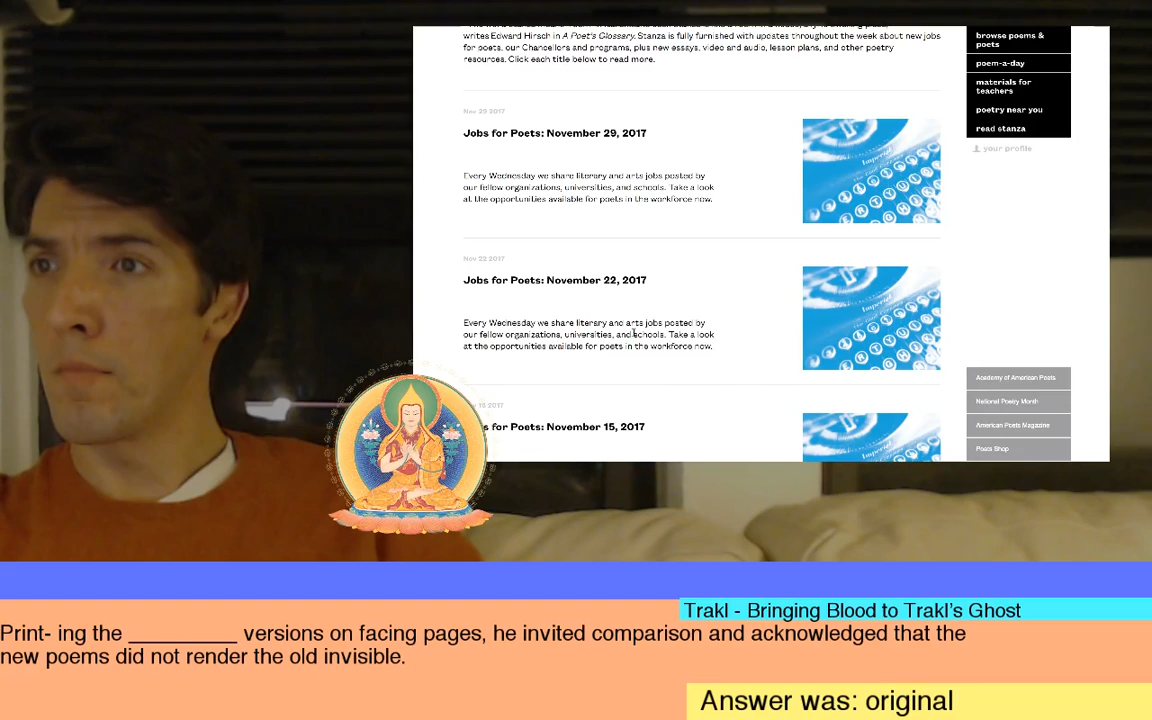 writes Edward Hirsch in A Poet's Glossary. Stanza is fully furnished with updates throughout the week about new jobs
for poets, our Chancellors and programs, plus new essays, video and audio, lesson plans, and other poetry
resources. Click each title below to read more.
browse poems &
poets
poem-a-day
materials for
teachers
poetry near you
read stanza
your profile
Nov 29 2017
Jobs for Poets: November 29, 2017
Every Wednesday we share literary and arts jobs posted by
our fellow organizations, universities, and schools. Take a look
at the opportunities available for poets in the workforce now.
Imperial
Nov 22 2017
Jobs for Poets: November 22, 2017
Every Wednesday we share literary and arts jobs posted by
our fellow organizations, universities, and schools. Take a look
at the opportunities available for poets in the workforce now.
Imperial
15 2017
s for Poets: November 15, 2017
Imperial
Academy of American Poets
National Poetry Month
American Poets Magazine
Poets Shop
Trakl - Bringing Blood to Trakl's Ghost
Print- ing the _________ versions on facing pages, he invited comparison and acknowledged that the
new poems did not render the old invisible.
Answer was: original